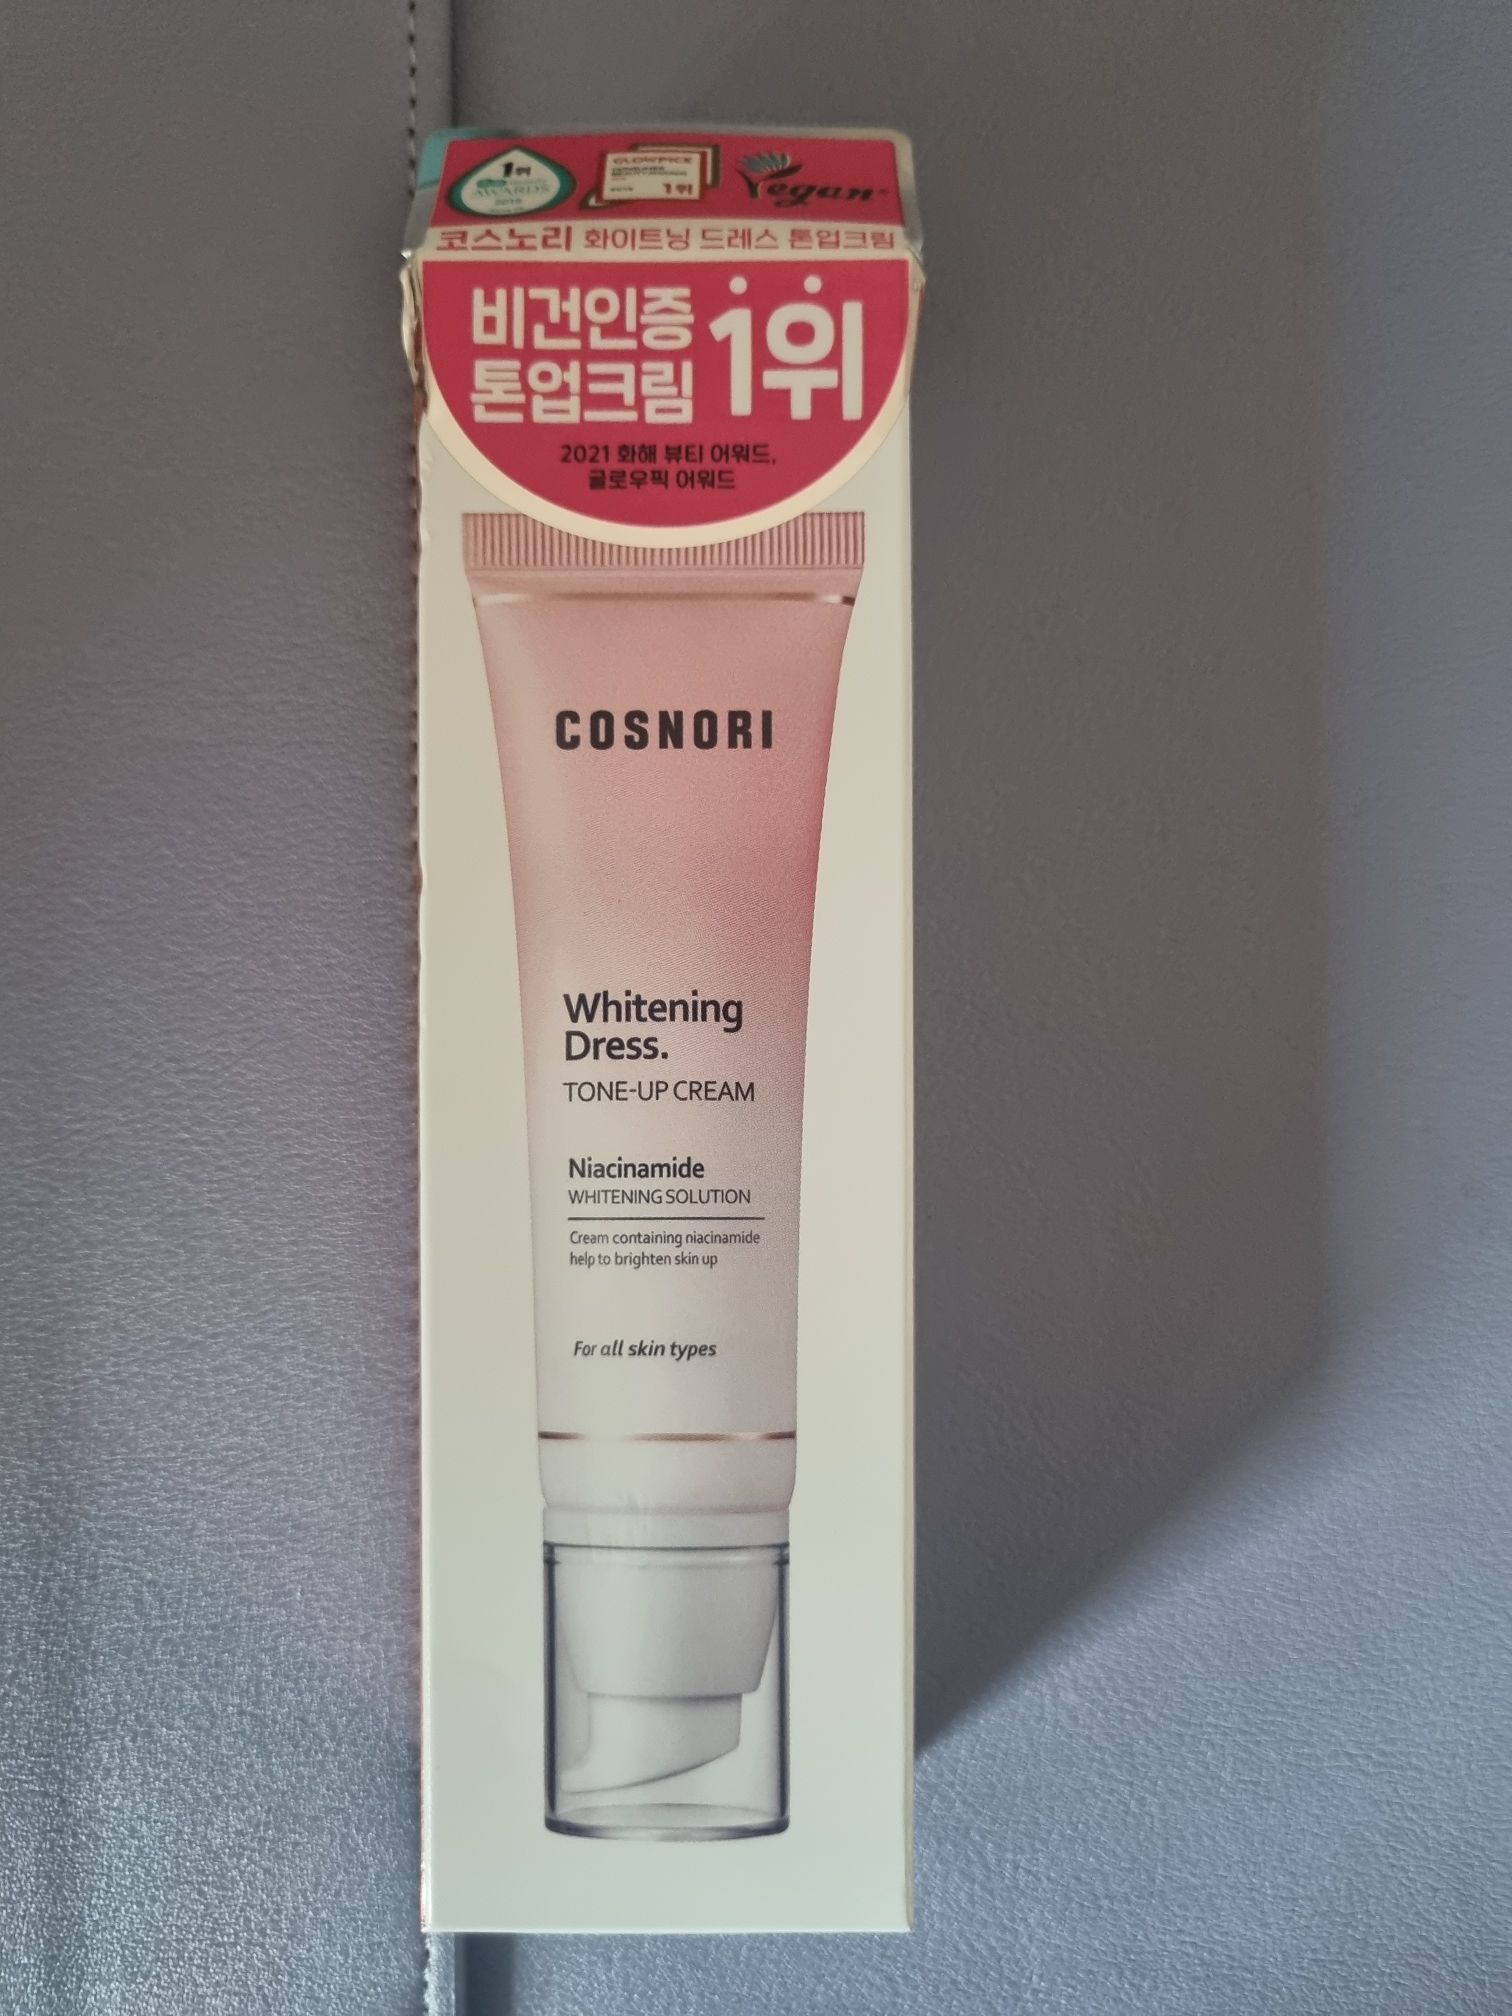 1위
AWARDS
GLOWPICK
1위
Vegan
코스노리 화이트닝 드레스 톤업크림
비건인증
톤업크림
1위
2021 화해 뷰티 어워드,
글로우픽 어워드
COSNORI
Whitening
Dress.
TONE-UP CREAM
Niacinamide
WHITENING SOLUTION
Cream containing niacinamide
help to brighten skin up
For all skin types